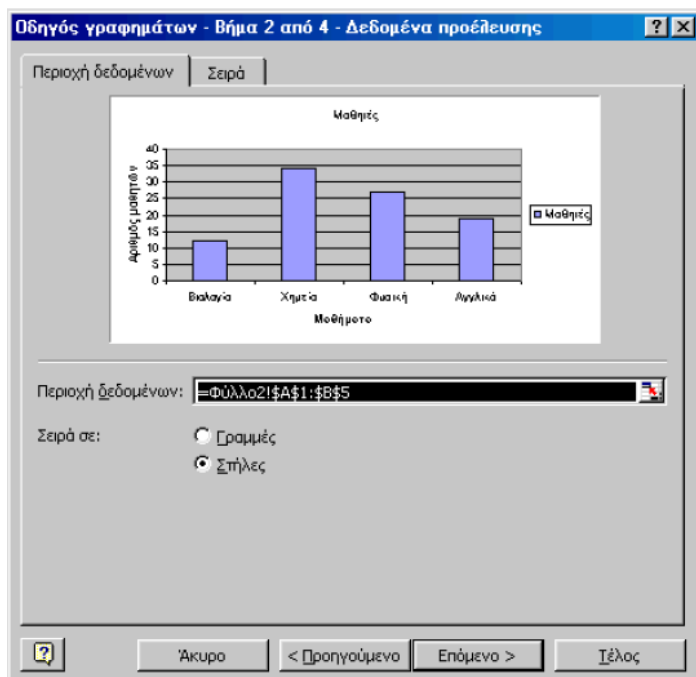 Οδηγός γραφημάτων - Βήμα 2 από 4 - Δεδομένα προέλευσης
Περιοχή δεδομένων
Σειρά
Μαθητές
Αριθμός μαθητών
40
35
30
25
20
15
10
5
0
Βιολογία Χημεία Φυσική Αγγλικά
Μαθήματα
Μαθητές
Περιοχή δεδομένων: =Φύλλο2!$A$1:$B$5
Σειρά σε: Γραμμές
Στήλες
Άκυρο < Προηγούμενο Επόμενο > Τέλος